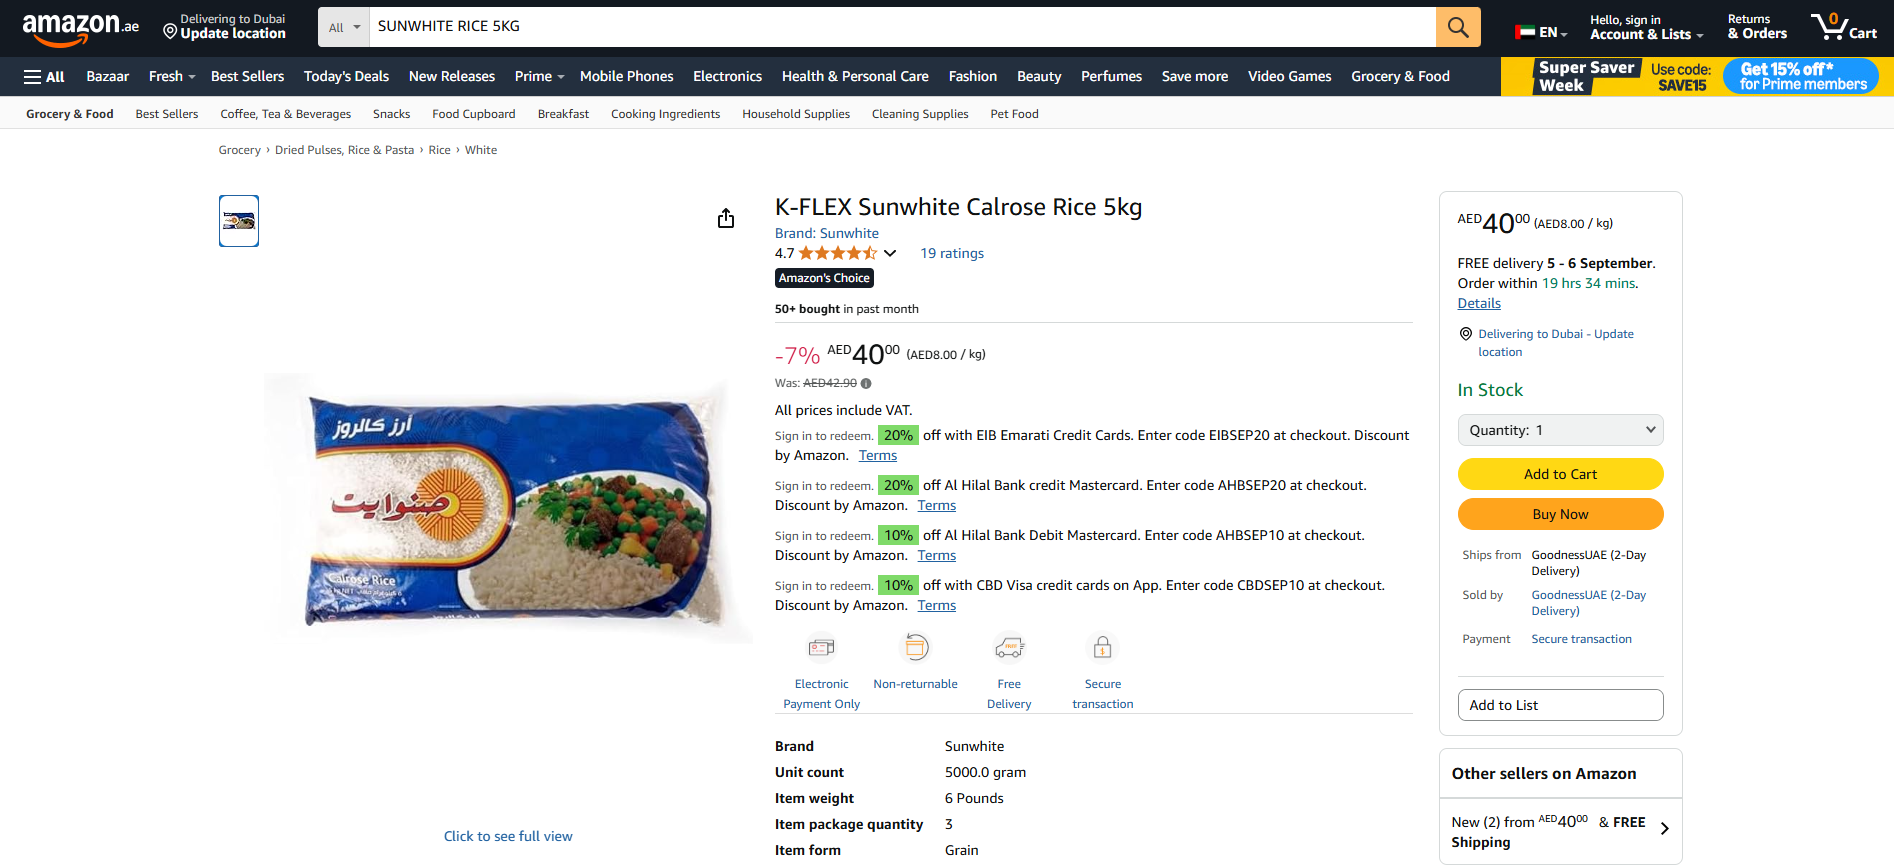 amazon.ae
Delivering to Dubai
Update location
All
SUNWHITE RICE 5KG
EN
Hello, sign in
Account & Lists
Returns
& Orders
0
Cart
All
Bazaar
Fresh
Best Sellers
Today's Deals
New Releases
Prime
Mobile Phones
Electronics
Health & Personal Care
Fashion
Beauty
Perfumes
Save more
Video Games
Grocery & Food
Super Saver
Week
Use code:
SAVE15
Get 15% off*
for Prime members
Grocery & Food
Best Sellers
Coffee, Tea & Beverages
Snacks
Food Cupboard
Breakfast
Cooking Ingredients
Household Supplies
Cleaning Supplies
Pet Food
Grocery › Dried Pulses, Rice & Pasta › Rice › White
أرز كالروز
صنوايت
Calrose Rice
Click to see full view
K-FLEX Sunwhite Calrose Rice 5kg
Brand: Sunwhite
4.7
19 ratings
Amazon's Choice
50+ bought in past month
-7% AED40⁰⁰ (AED8.00 / kg)
Was: AED42.90
All prices include VAT.
Sign in to redeem. 20% off with EIB Emarati Credit Cards. Enter code EIBSEP20 at checkout. Discount
by Amazon. Terms
Sign in to redeem. 20% off Al Hilal Bank credit Mastercard. Enter code AHBSEP20 at checkout.
Discount by Amazon. Terms
Sign in to redeem. 10% off Al Hilal Bank Debit Mastercard. Enter code AHBSEP10 at checkout.
Discount by Amazon. Terms
Sign in to redeem. 10% off with CBD Visa credit cards on App. Enter code CBDSEP10 at checkout.
Discount by Amazon. Terms
Electronic
Payment Only
Non-returnable
Free
Delivery
Secure
transaction
Brand Sunwhite
Unit count 5000.0 gram
Item weight 6 Pounds
Item package quantity 3
Item form Grain
AED40⁰⁰ (AED8.00 / kg)
FREE delivery 5 - 6 September.
Order within 19 hrs 34 mins.
Details
Delivering to Dubai - Update
location
In Stock
Quantity: 1
Add to Cart
Buy Now
Ships from GoodnessUAE (2-Day
Delivery)
Sold by GoodnessUAE (2-Day
Delivery)
Payment Secure transaction
Add to List
Other sellers on Amazon
New (2) from AED40⁰⁰ & FREE
Shipping